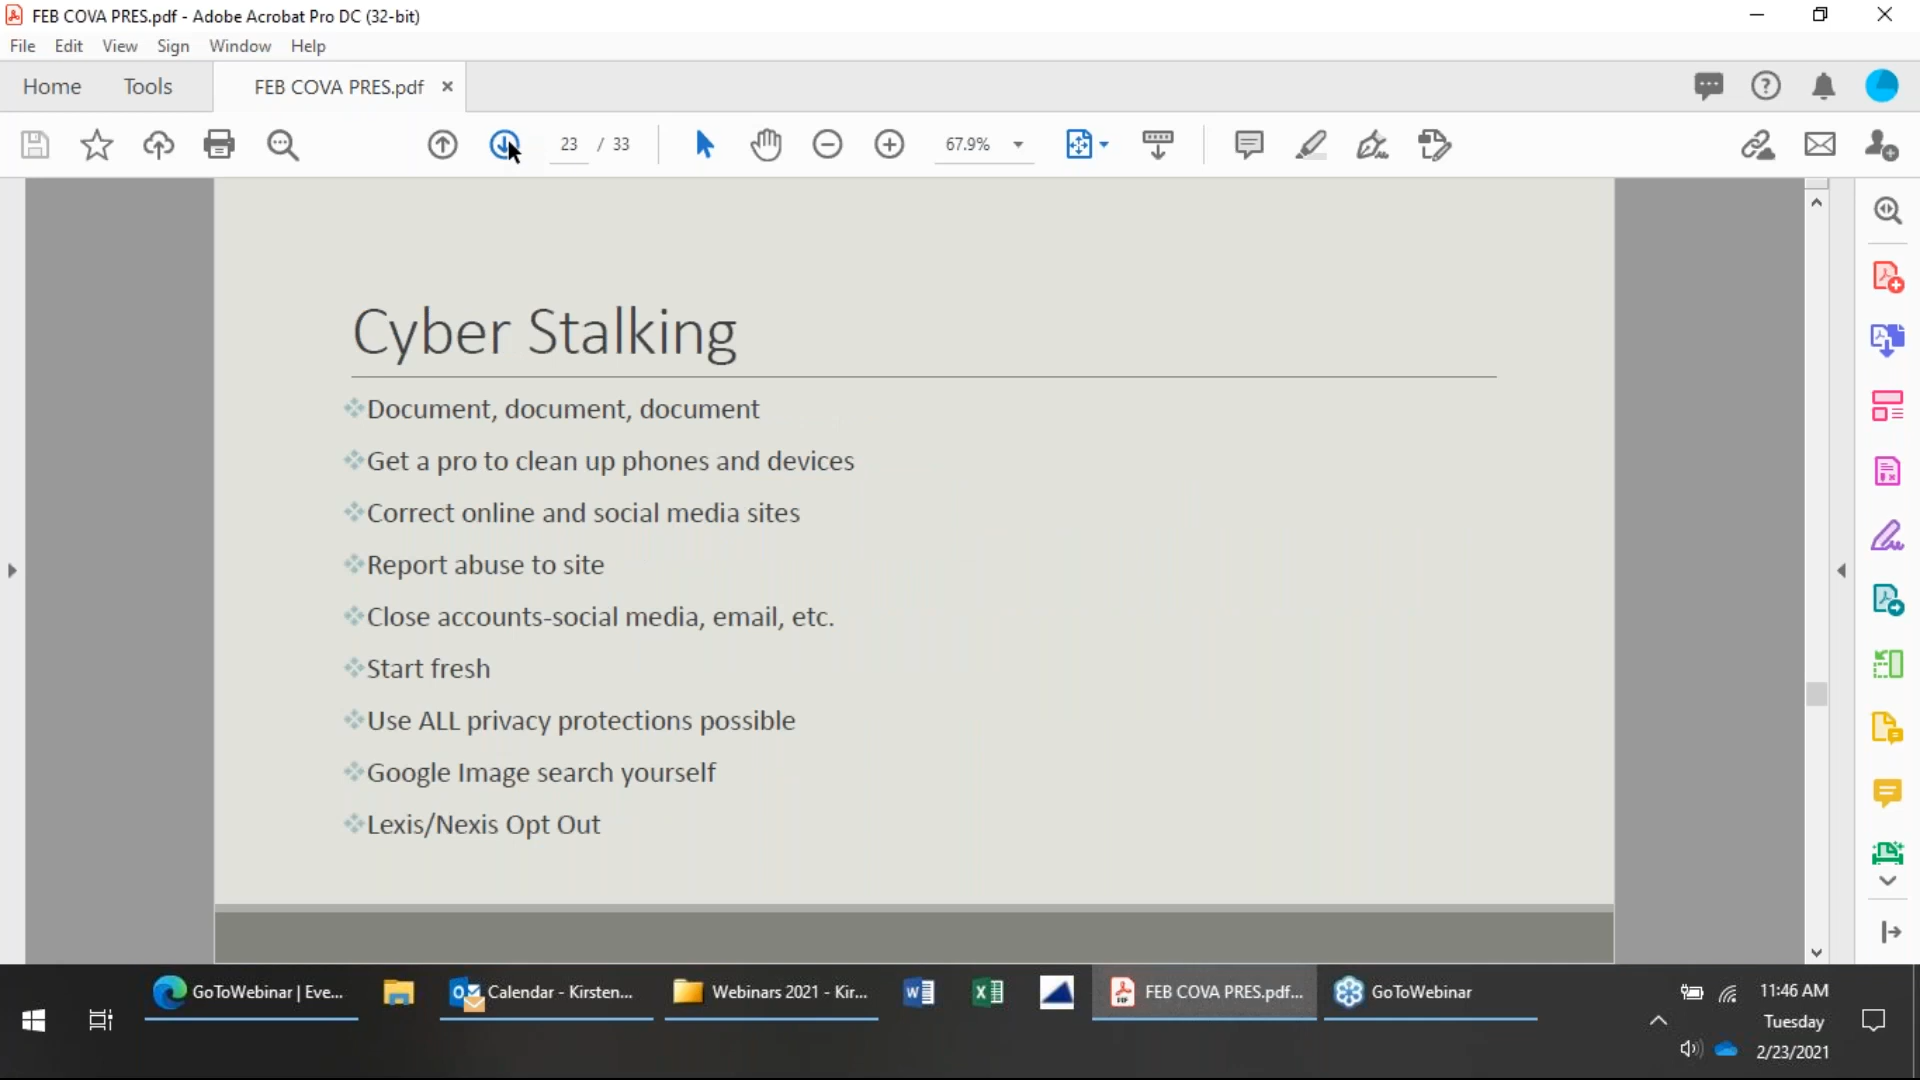 FEB COVA PRES.pdf - Adobe Acrobat Pro DC (32-bit)
File Edit View Sign Window Help
Home Tools FEB COVA PRES.pdf ×
23 / 33 67.9%
Cyber Stalking
Document, document, document
Get a pro to clean up phones and devices
Correct online and social media sites
Report abuse to site
Close accounts-social media, email, etc.
Start fresh
Use ALL privacy protections possible
Google Image search yourself
Lexis/Nexis Opt Out
GoToWebinar | Eve... Calendar - Kirsten... Webinars 2021 - Kir... FEB COVA PRES.pdf... GoToWebinar
11:46 AM
Tuesday
2/23/2021